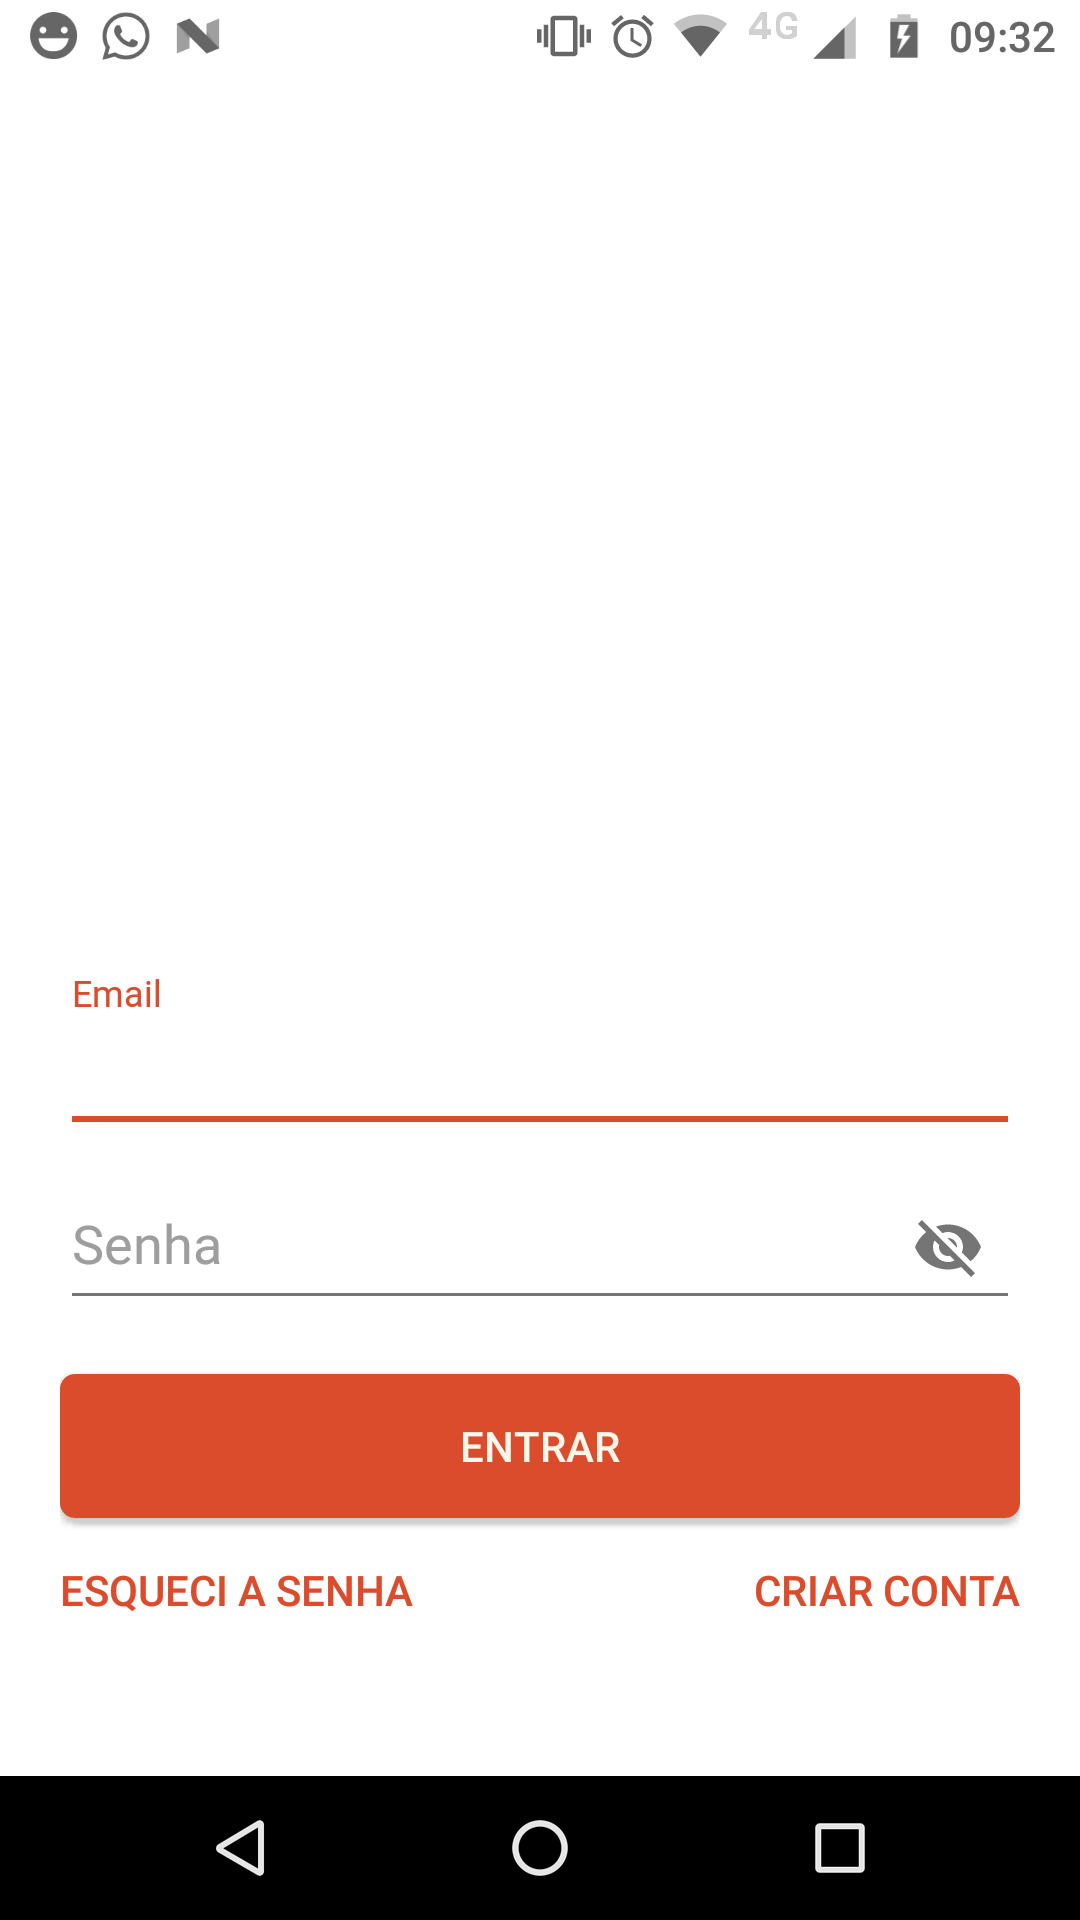 4G 09:32
Email
Senha
ENTRAR
ESQUECI A SENHA CRIAR CONTA